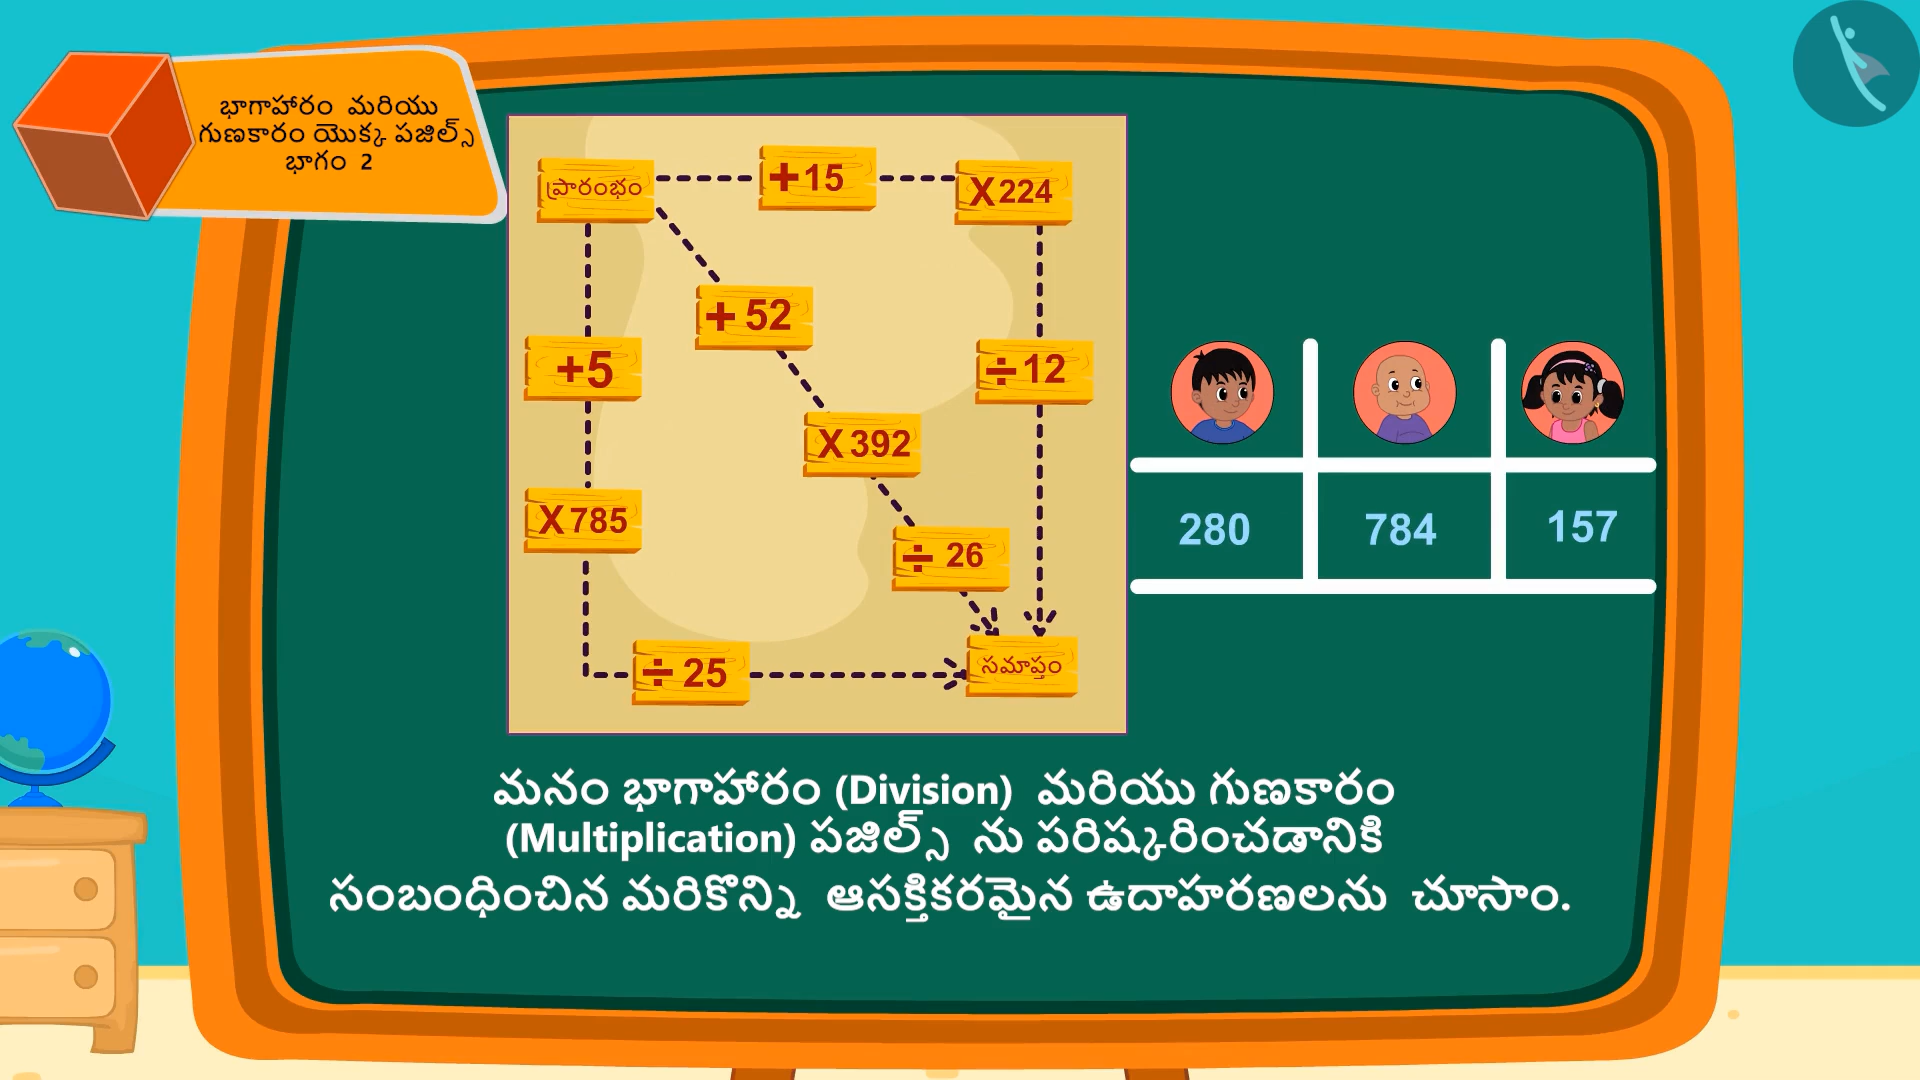 భాగాహారం మరియు
గుణకారం యొక్క పజిల్స్
భాగం 2
ప్రారంభం
+15
X224
+52
+5
÷12
X392
X785
÷26
÷25
సమాప్తం
280
784
157
మనం భాగాహారం (Division) మరియు గుణకారం
(Multiplication) పజిల్స్ ను పరిష్కరించడానికి
సంబంధించిన మరికొన్ని ఆసక్తికరమైన ఉదాహరణలను చూసాం.